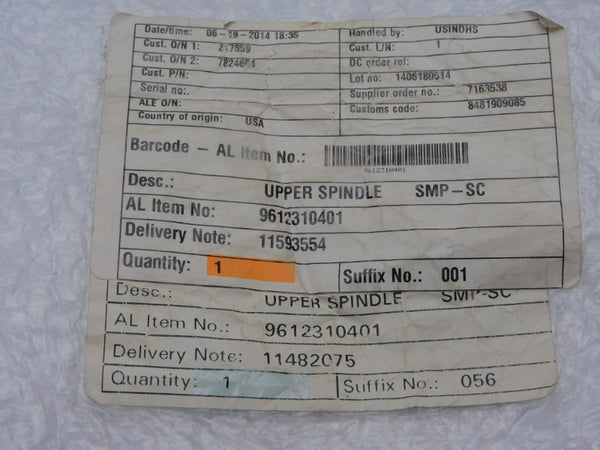 Date/time: 06-19-2014 18:35 Handled by: USINDHS
Cust. O/N 1: Cust. L/N: 1
Cust. O/N 2: DC order ref:
Cust. P/N: Lot no: 1406180614
Serial no:. Supplier order no.: 7163538
ALE O/N: Customs code: 8481909085
Country of origin: USA
Barcode - AL Item No.:
9612310401
Desc.: UPPER SPINDLE SMP-SC
AL Item No: 9612310401
Delivery Note: 11593554
Quantity: 1 Suffix No.: 001
Desc.: UPPER SPINDLE SMP-SC
AL Item No.: 9612310401
Delivery Note: 11482075
Quantity: 1 Suffix No.: 056